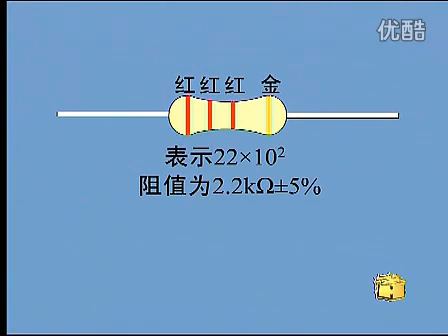 优酷
红 红 红 金
表示22×10²
阻值为2.2kΩ±5%